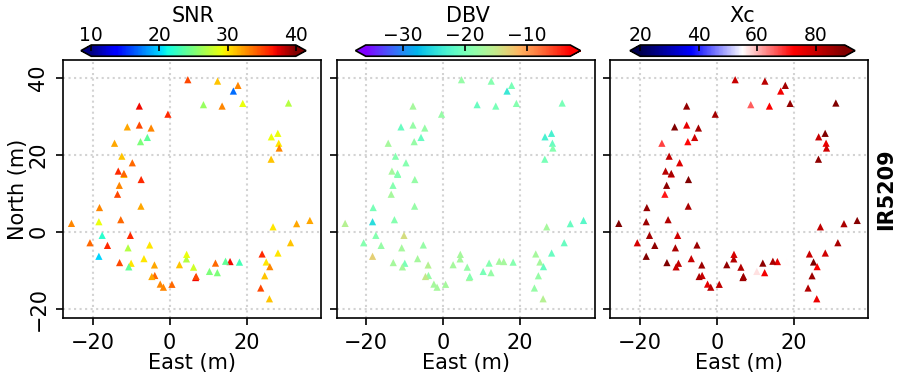 SNR DBV Xc
10 20 30 40 −30 −20 −10 20 40 60 80
40
20
0
−20
North (m)
−20 0 20 −20 0 20 −20 0 20
East (m) East (m) East (m)
IR5209